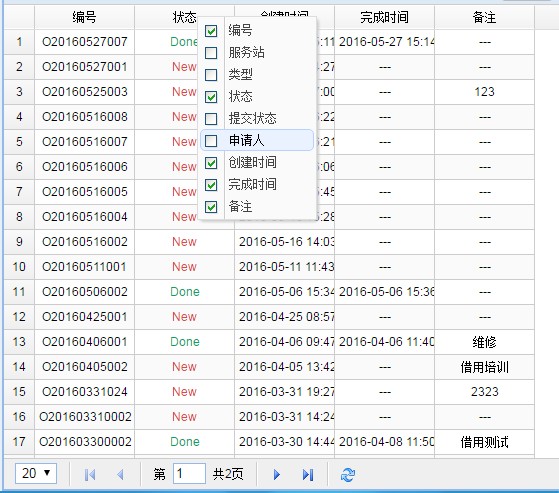 编号 状态 创建时间 完成时间 备注
1 O20160527007 Done :11 2016-05-27 15:14 ---
2 O20160527001 New :27 --- ---
3 O20160525003 New 7:00 --- 123
4 O20160516008 New :22 --- ---
5 O20160516007 New :21 --- ---
6 O20160516006 New :06 --- ---
7 O20160516005 New :45 --- ---
8 O20160516004 New :28 --- ---
9 O20160516002 New 2016-05-16 14:03 --- ---
10 O20160511001 New 2016-05-11 11:43 --- ---
11 O20160506002 Done 2016-05-06 15:34 2016-05-06 15:36 ---
12 O20160425001 New 2016-04-25 08:57 --- ---
13 O20160406001 Done 2016-04-06 09:47 2016-04-06 11:40 维修
14 O20160405002 New 2016-04-05 13:42 --- 借用培训
15 O20160331024 New 2016-03-31 19:27 --- 2323
16 O201603310002 New 2016-03-31 14:24 --- ---
17 O201603300002 Done 2016-03-30 14:44 2016-04-08 11:50 借用测试
编号
服务站
类型
状态
提交状态
申请人
创建时间
完成时间
备注
20 第 1 共2页